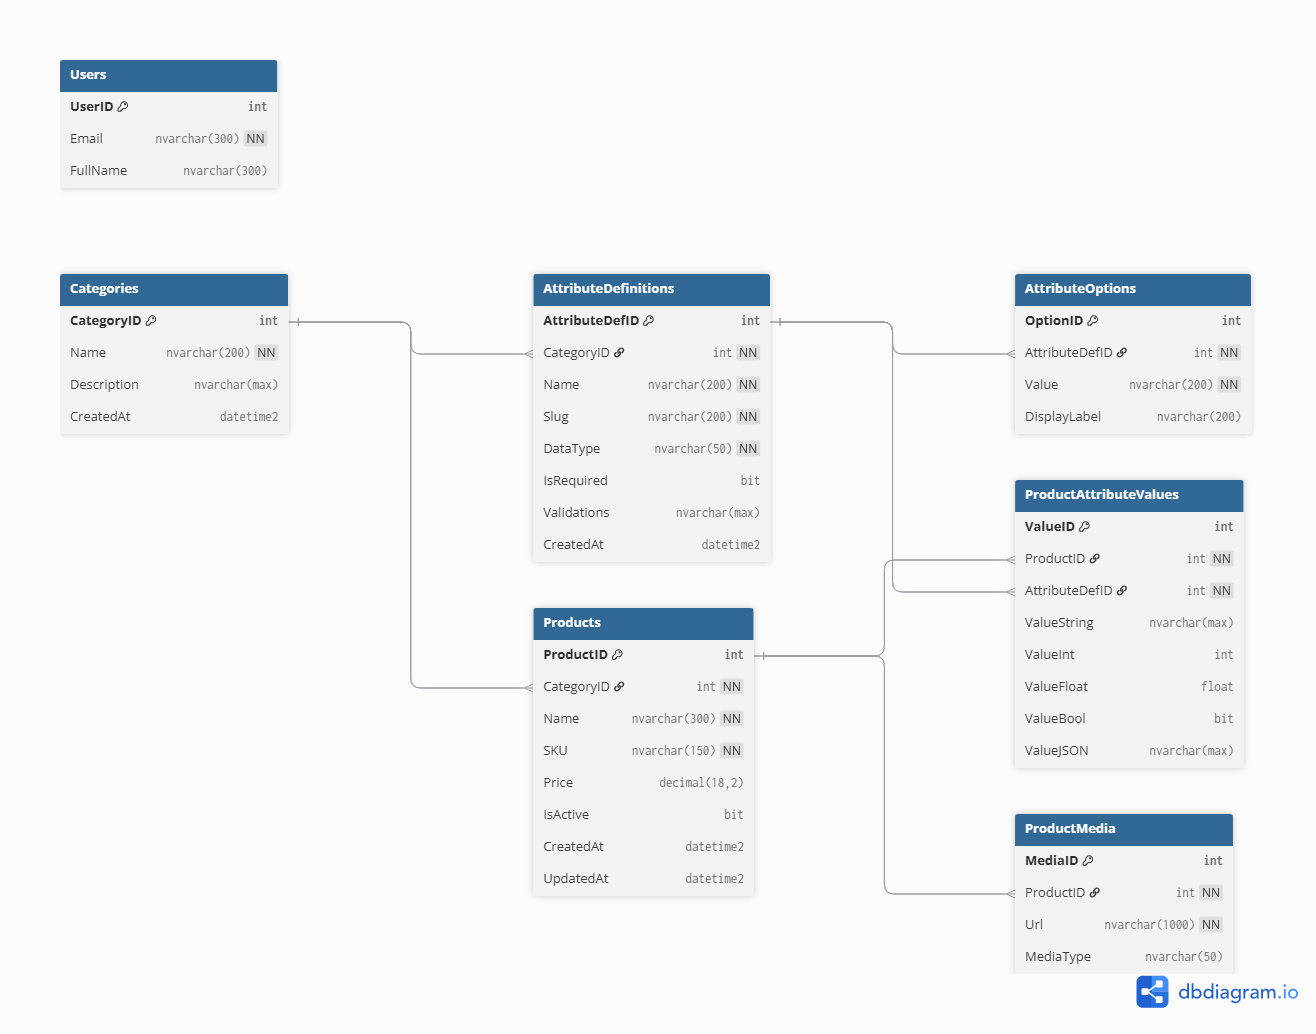 Users
UserID int
Email nvarchar(300) NN
FullName nvarchar(300)
Categories
CategoryID int
Name nvarchar(200) NN
Description nvarchar(max)
CreatedAt datetime2
AttributeDefinitions
AttributeDefID int
CategoryID int NN
Name nvarchar(200) NN
Slug nvarchar(200) NN
DataType nvarchar(50) NN
IsRequired bit
Validations nvarchar(max)
CreatedAt datetime2
Products
ProductID int
CategoryID int NN
Name nvarchar(300) NN
SKU nvarchar(150) NN
Price decimal(18,2)
IsActive bit
CreatedAt datetime2
UpdatedAt datetime2
AttributeOptions
OptionID int
AttributeDefID int NN
Value nvarchar(200) NN
DisplayLabel nvarchar(200)
ProductAttributeValues
ValueID int
ProductID int NN
AttributeDefID int NN
ValueString nvarchar(max)
ValueInt int
ValueFloat float
ValueBool bit
ValueJSON nvarchar(max)
ProductMedia
MediaID int
ProductID int NN
Url nvarchar(1000) NN
MediaType nvarchar(50)
dbdiagram.io